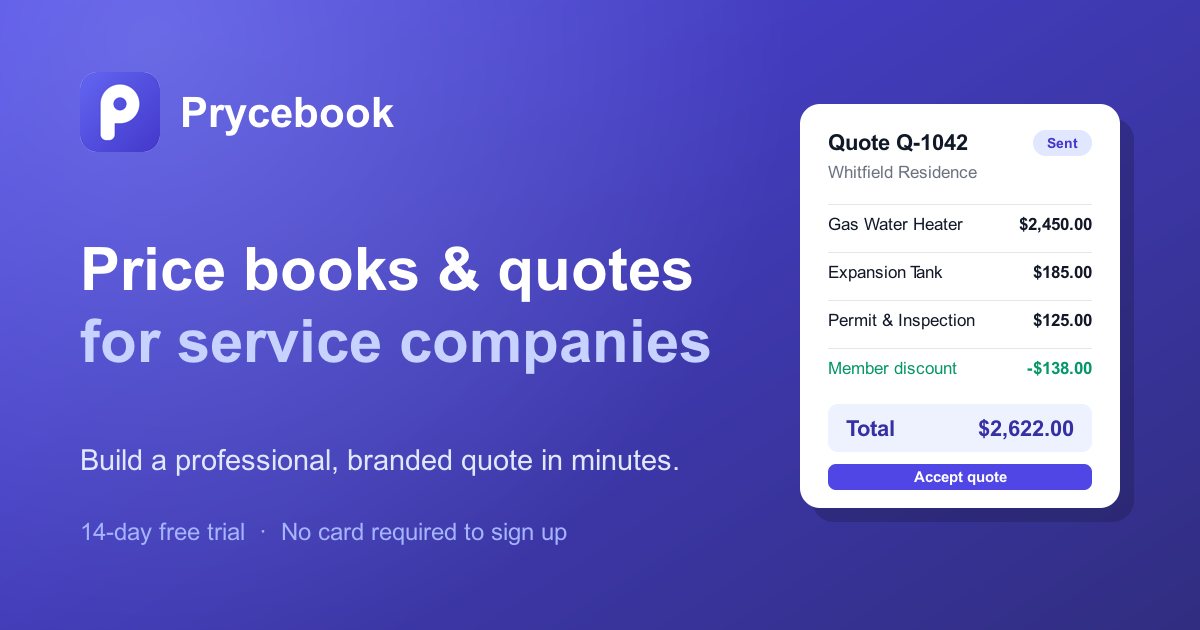 Prycebook
Price books & quotes
for service companies
Build a professional, branded quote in minutes.
14-day free trial · No card required to sign up
Quote Q-1042 Sent
Whitfield Residence
Gas Water Heater $2,450.00
Expansion Tank $185.00
Permit & Inspection $125.00
Member discount -$138.00
Total $2,622.00
Accept quote